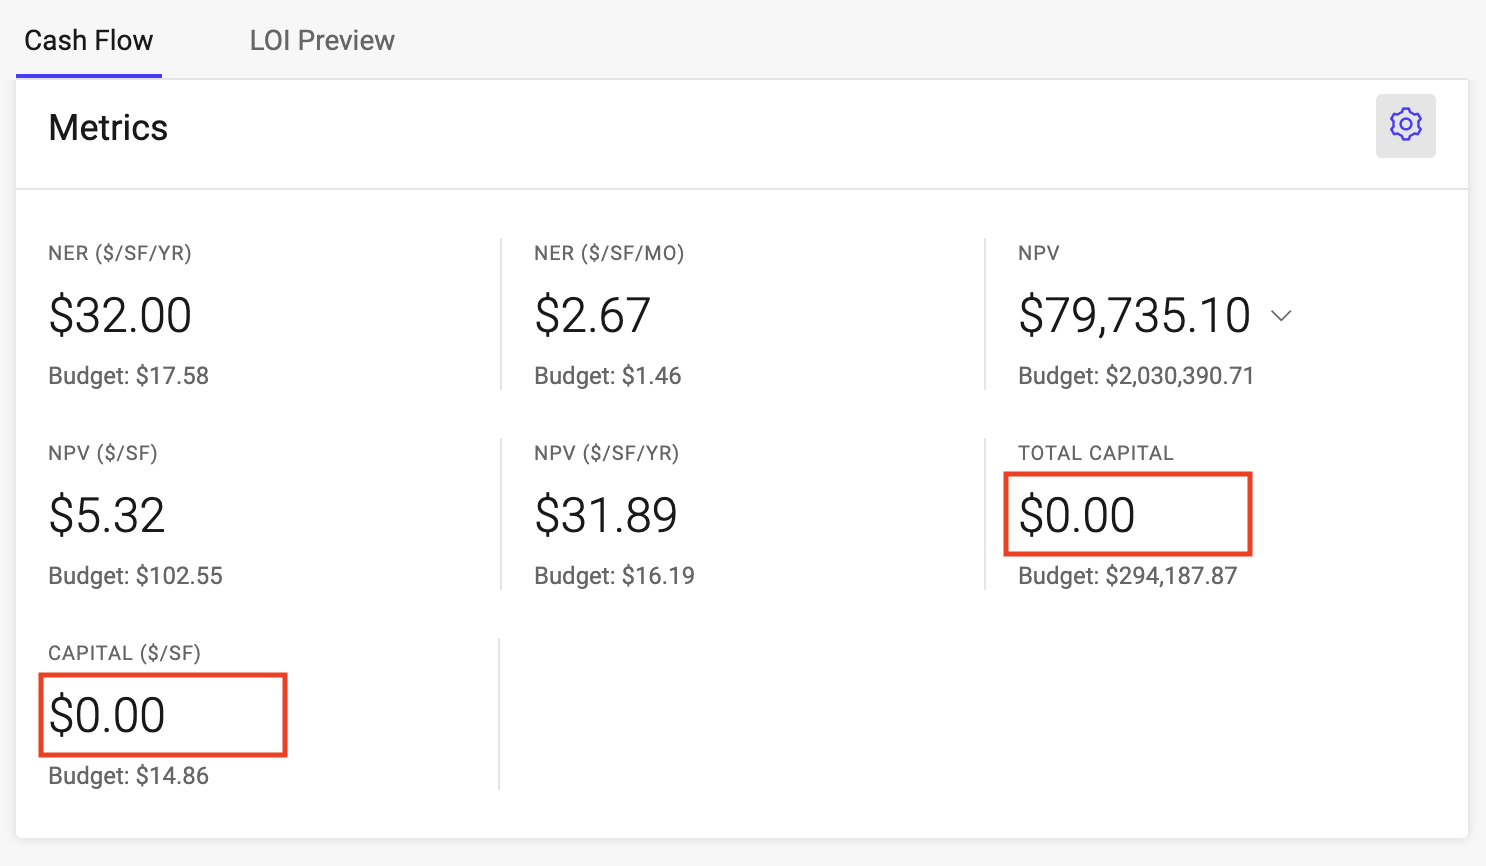 Cash Flow
LOI Preview
Metrics
NER ($/SF/YR)
$32.00
Budget: $17.58
NER ($/SF/MO)
$2.67
Budget: $1.46
NPV
$79,735.10
Budget: $2,030,390.71
NPV ($/SF)
$5.32
Budget: $102.55
NPV ($/SF/YR)
$31.89
Budget: $16.19
TOTAL CAPITAL
$0.00
Budget: $294,187.87
CAPITAL ($/SF)
$0.00
Budget: $14.86